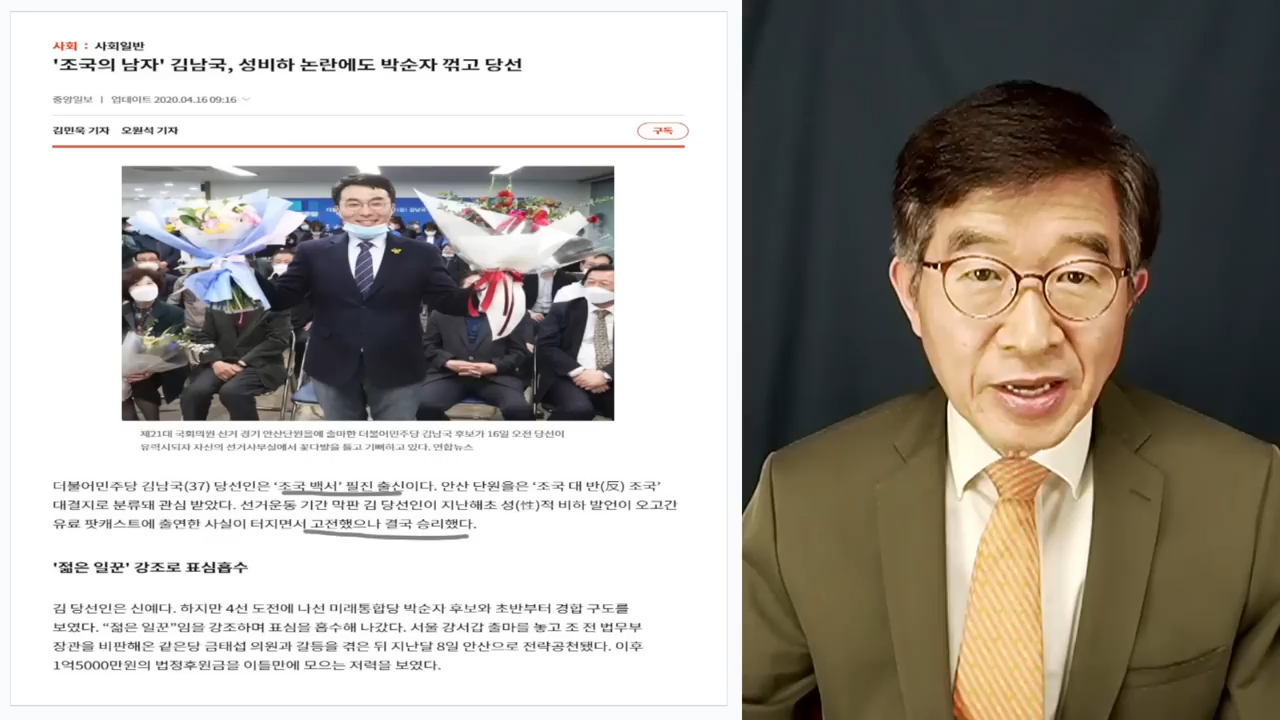 사회 : 사회일반
'조국의 남자' 김남국, 성비하 논란에도 박순자 꺾고 당선
중앙일보 | 업데이트 2020.04.16 09:16
김민욱 기자 오원석 기자
구독
제21대 국회의원 선거 경기 안산단원을에 출마한 더불어민주당 김남국 후보가 16일 오전 당선이
유력시되자 자신의 선거사무실에서 꽃다발을 들고 기뻐하고 있다. 연합뉴스
더불어민주당 김남국(37) 당선인은 '조국 백서' 필진 출신이다. 안산 단원을은 '조국 대 반(反) 조국'
대결지로 분류돼 관심 받았다. 선거운동 기간 막판 김 당선인이 지난해초 성(性)적 비하 발언이 오고간
유료 팟캐스트에 출연한 사실이 터지면서 고전했으나 결국 승리했다.
'젊은 일꾼' 강조로 표심흡수
김 당선인은 신예다. 하지만 4선 도전에 나선 미래통합당 박순자 후보와 초반부터 경합 구도를
보였다. “젊은 일꾼”임을 강조하며 표심을 흡수해 나갔다. 서울 강서갑 출마를 놓고 조 전 법무부
장관을 비판해온 같은당 금태섭 의원과 갈등을 겪은 뒤 지난달 8일 안산으로 전략공천됐다. 이후
1억5000만원의 법정후원금을 이틀만에 모으는 저력을 보였다.